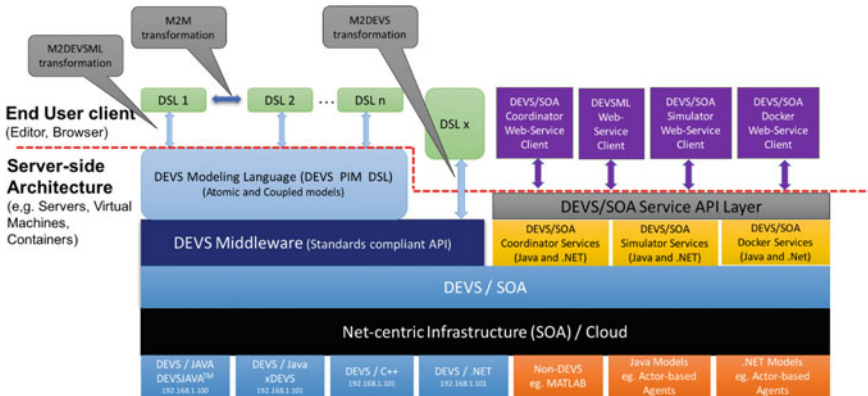 M2M
transformation
M2DEVS
transformation
M2DEVSML
transformation
DSL 1
DSL 2
...
DSL n
DSL x
DEVS/SOA
Coordinator
Web-Service
Client
DEVSML
Web-
Service
Client
DEVS/SOA
Simulator
Web-Service
Client
DEVS/SOA
Docker
Web-Service
Client
End User client
(Editor, Browser)
Server-side
Architecture
(e,g. Servers, Virtual
Machines,
Containers)
DEVS Modeling Language (DEVS PIM DSL)
(Atomic and Coupled models)
DEVS/SOA Service API Layer
DEVS Middleware (Standards compliant API)
DEVS/SOA
Coordinator Services
(Java and .NET)
DEVS/SOA
Simulator Services
(Java and .NET)
DEVS/SOA
Docker Services
(Java and .Net)
DEVS / SOA
Net-centric Infrastructure (SOA) / Cloud
DEVS / JAVA
DEVSJAVA™
192.168.1.100
DEVS / Java
xDEVS
192.168.1.101
DEVS / C++
192.168.1.101
DEVS / .NET
192.168.1.101
Non-DEVS
eg. MATLAB
Java Models
eg. Actor-based
Agents
.NET Models
eg. Actor-based
Agents